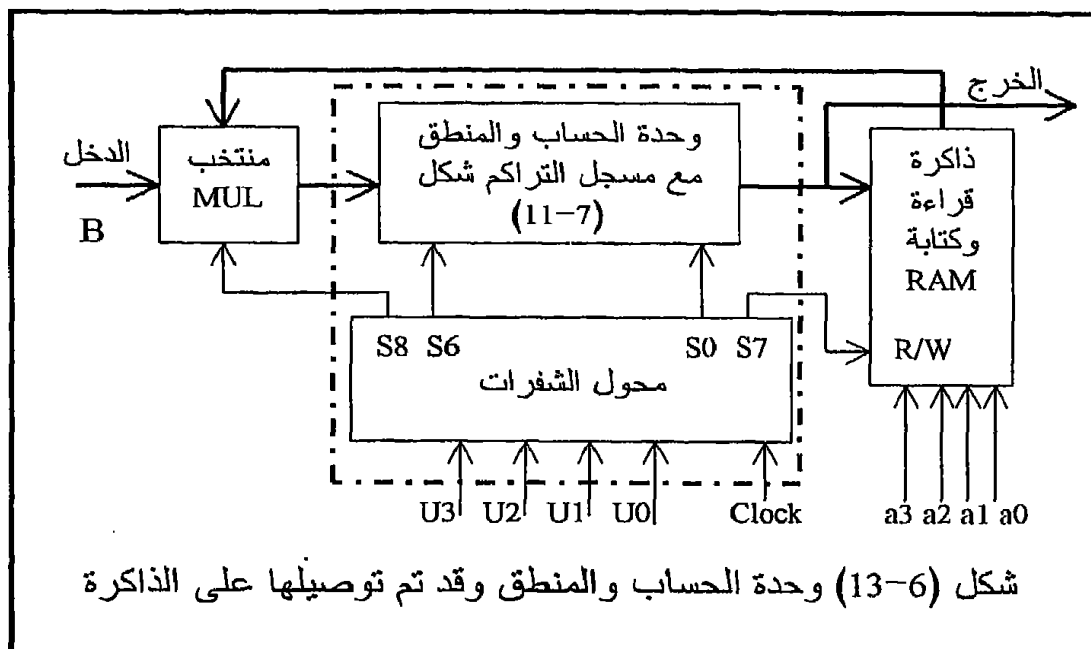 الخرج
الدخل
B
منتخب
MUL
وحدة الحساب والمنطق
مع مسجل التراكم شكل
(11-7)
ذاكرة
قراءة
وكتابة
RAM
R/W
S8 S6 S0 S7
محول الشفرات
U3 U2 U1 U0 Clock a3 a2 a1 a0
شكل (13-6) وحدة الحساب والمنطق وقد تم توصيلها على الذاكرة